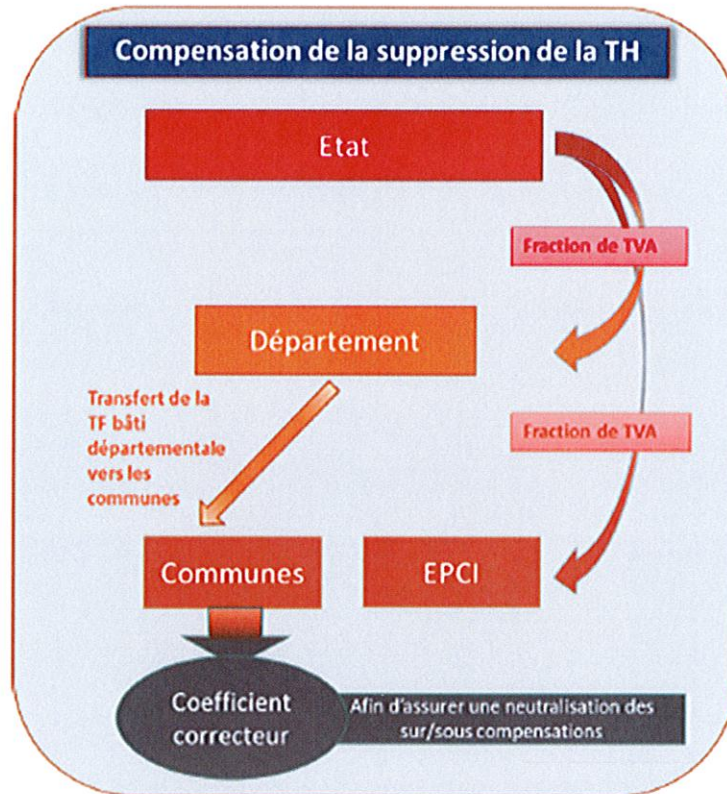 Compensation de la suppression de la TH
Etat
Fraction de TVA
Département
Transfert de la
TF bâti
départementale
vers les
communes
Fraction de TVA
Communes
EPCI
Coefficient
correcteur
Afin d'assurer une neutralisation des
sur/sous compensations